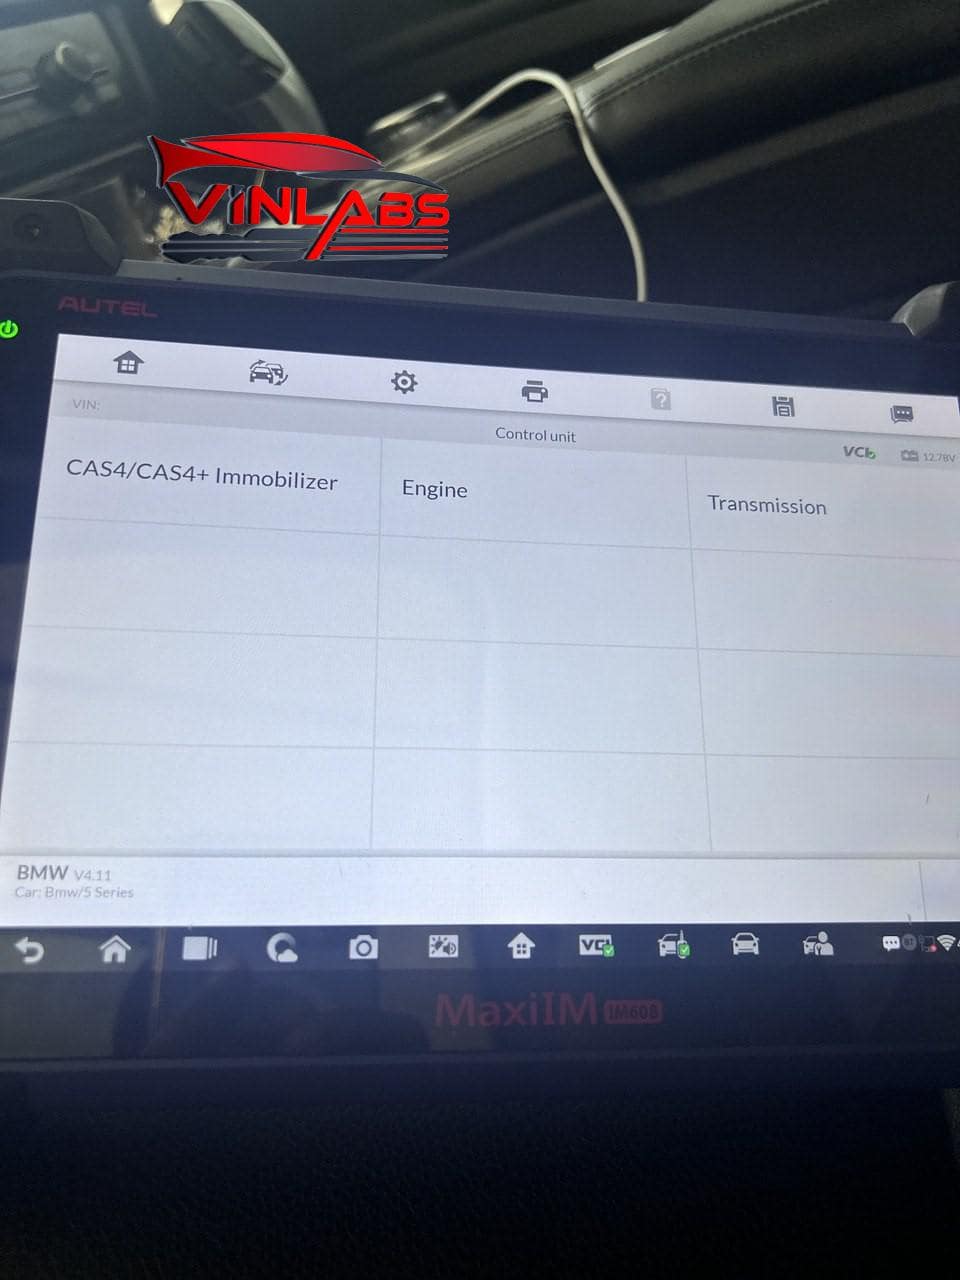 VINLABS
AUTEL
VIN:
Control unit
VCI
12.78V
CAS4/CAS4+ Immobilizer
Engine
Transmission
BMW V4.11
Car: Bmw/5 Series
VCI
MaxiIM IM608